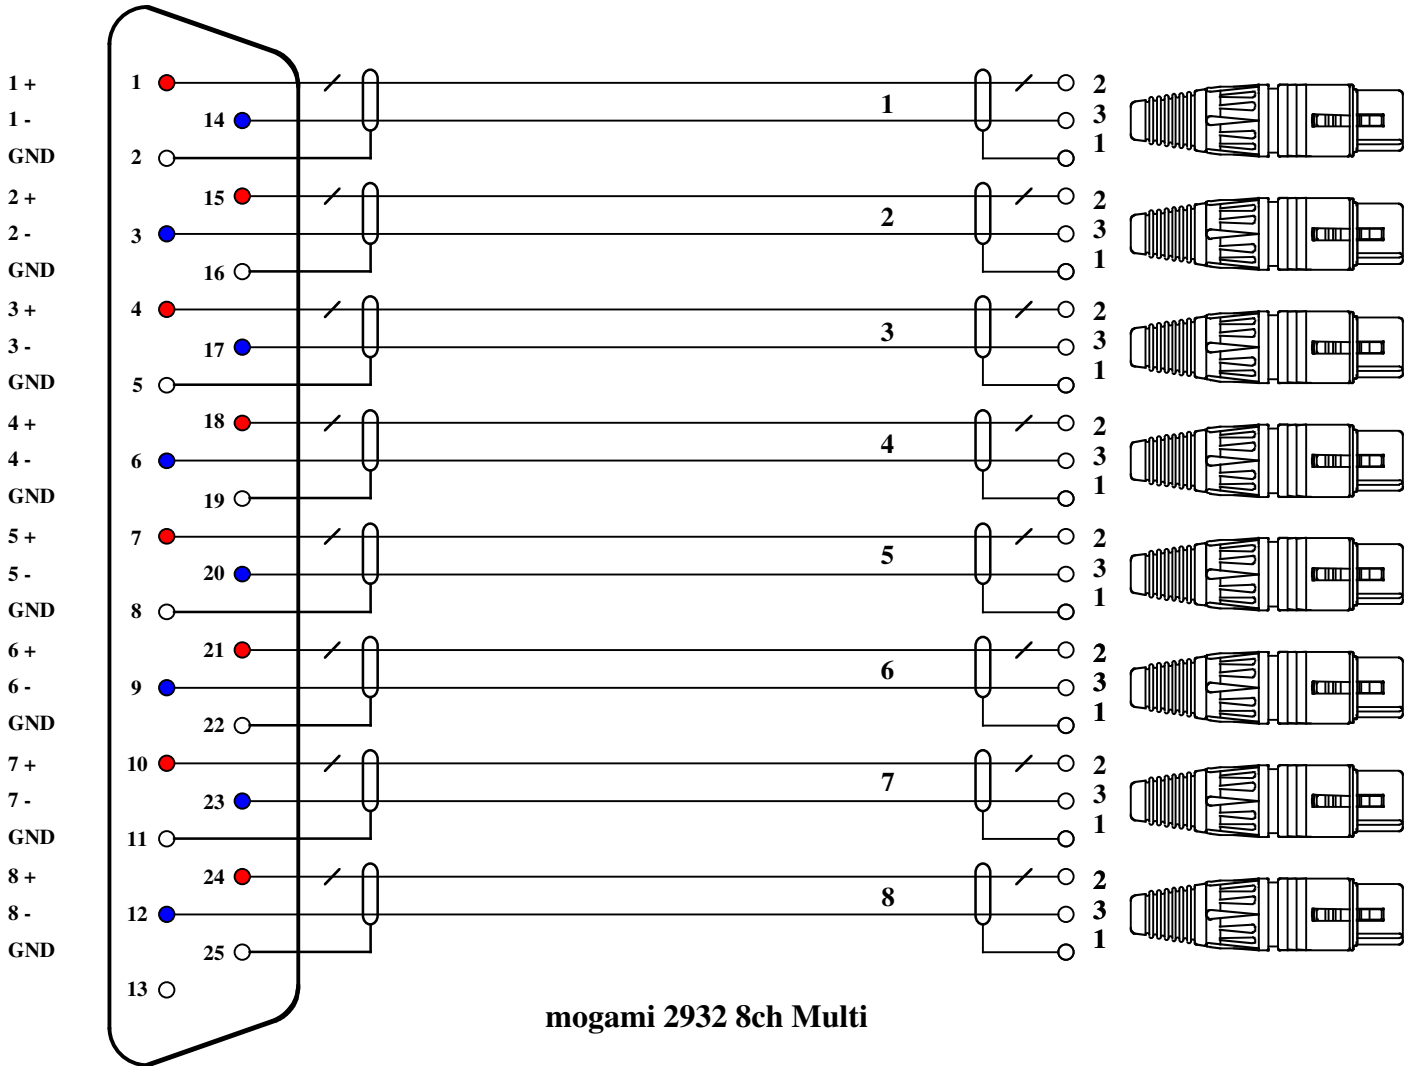 1 + 1 2
1 - 14 1 3
GND 2 1
2 + 15 2
2 - 3 2 3
GND 16 1
3 + 4 2
3 - 17 3 3
GND 5 1
4 + 18 2
4 - 6 4 3
GND 19 1
5 + 7 2
5 - 20 5 3
GND 8 1
6 + 21 2
6 - 9 6 3
GND 22 1
7 + 10 2
7 - 23 7 3
GND 11 1
8 + 24 2
8 - 12 8 3
GND 25 1
13
mogami 2932 8ch Multi